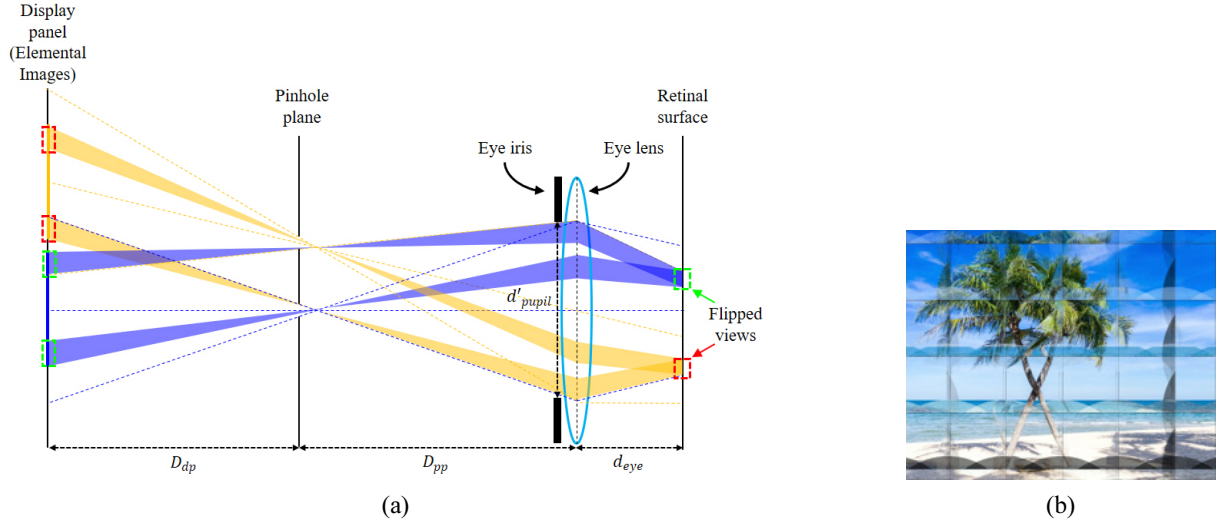 Display
panel
(Elemental
Images)
Pinhole
plane
Retinal
surface
Eye iris
Eye lens
d'pupil
Flipped
views
Ddp
Dpp
deye
(a)
(b)